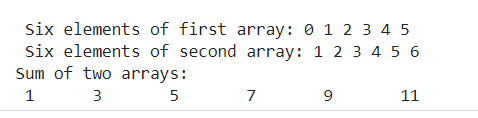 Six elements of first array: 0 1 2 3 4 5
Six elements of second array: 1 2 3 4 5 6
Sum of two arrays:
1 3 5 7 9 11